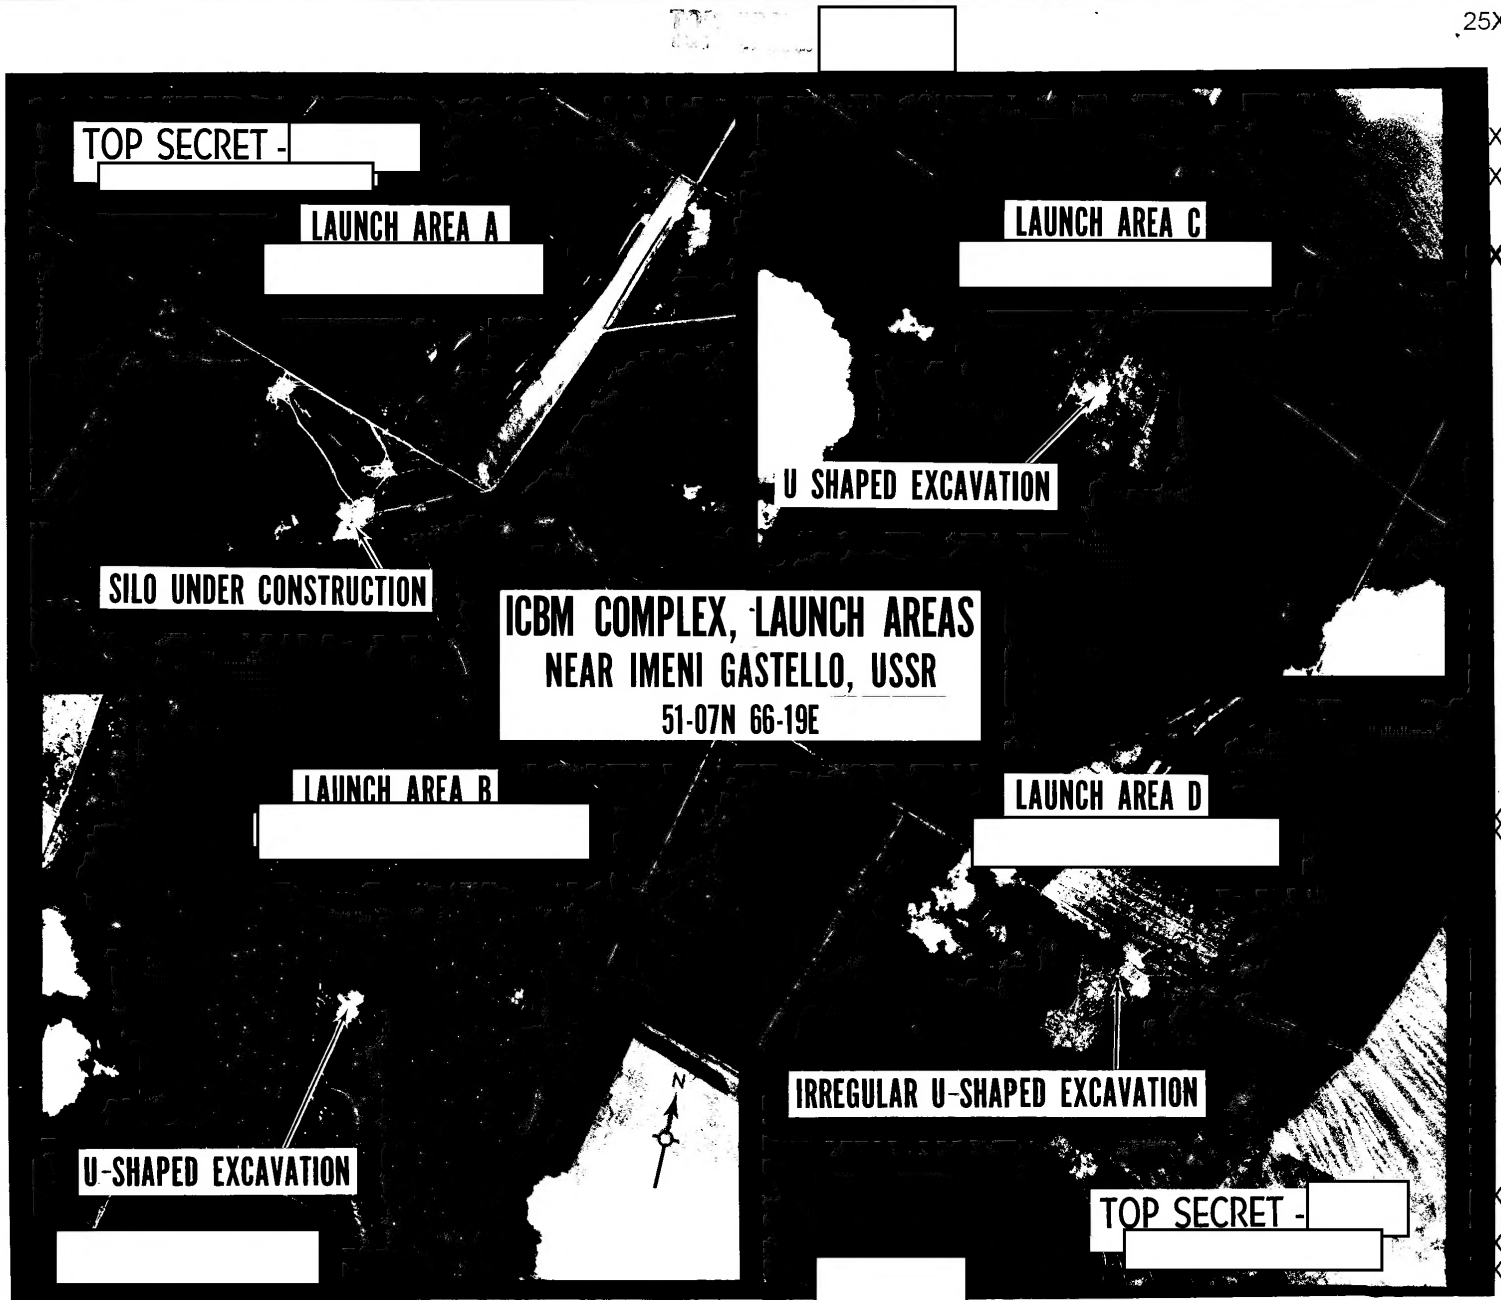 25X
TOP SECRET -
LAUNCH AREA A
LAUNCH AREA C
U SHAPED EXCAVATION
SILO UNDER CONSTRUCTION
ICBM COMPLEX, LAUNCH AREAS
NEAR IMENI GASTELLO, USSR
51-07N 66-19E
LAUNCH AREA B
LAUNCH AREA D
N
IRREGULAR U-SHAPED EXCAVATION
U-SHAPED EXCAVATION
TOP SECRET -